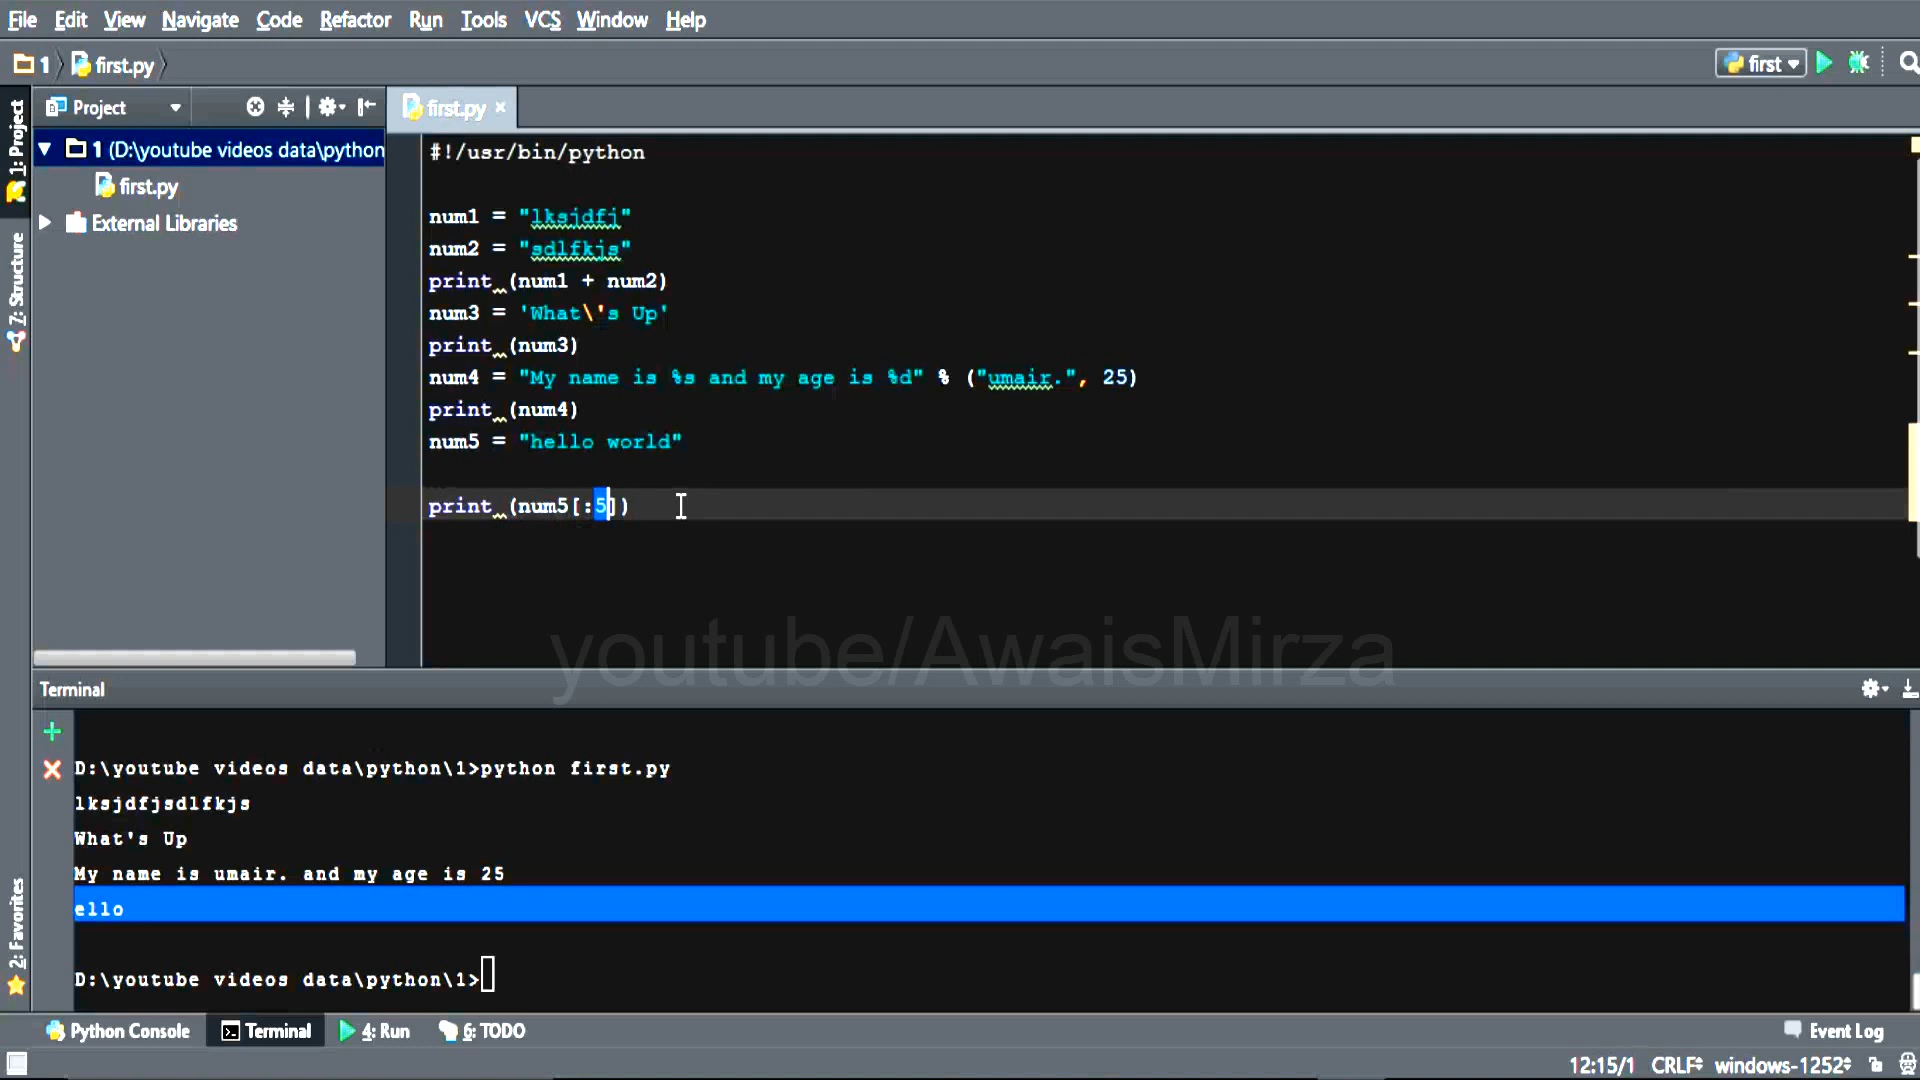 File Edit View Navigate Code Refactor Run Tools VCS Window Help
1 first.py first
1: Project
Project
first.py
1 (D:\youtube videos data\python
first.py
External Libraries
7: Structure
#!/usr/bin/python
num1 = "lksjdfj"
num2 = "sdlfkjs"
print (num1 + num2)
num3 = 'What\'s Up'
print (num3)
num4 = "My name is %s and my age is %d" % ("umair.", 25)
print (num4)
num5 = "hello world"
print (num5[:5])
youtube/AwaisMirza
Terminal
D:\youtube videos data\python\1>python first.py
lksjdfjsdlfkjs
What's Up
My name is umair. and my age is 25
ello
D:\youtube videos data\python\1>
2: Favorites
Python Console Terminal 4: Run 6: TODO Event Log
12:15/1 CRLF windows-1252